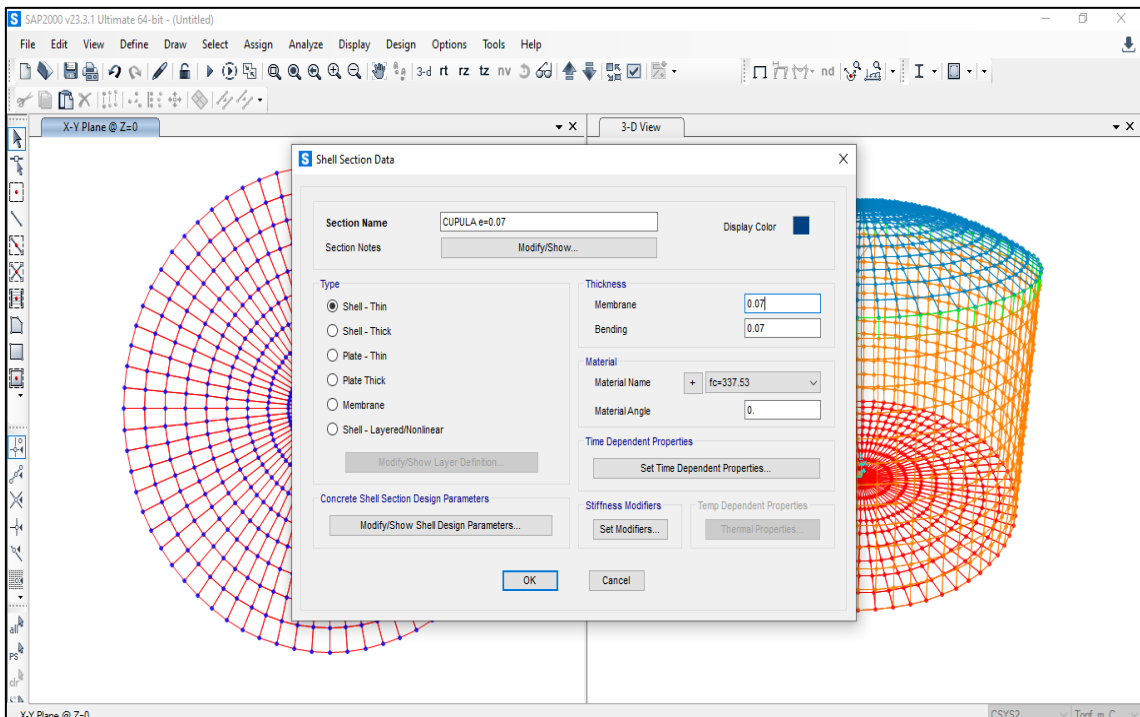 SAP2000 v23.3.1 Ultimate 64-bit - (Untitled)
File Edit View Define Draw Select Assign Analyze Display Design Options Tools Help
3-d rt rz tz nv
nd
X-Y Plane @ Z=0
3-D View
Shell Section Data
Section Name
CUPULA e=0.07
Display Color
Section Notes
Modify/Show...
Type
Shell - Thin
Shell - Thick
Plate - Thin
Plate Thick
Membrane
Shell - Layered/Nonlinear
Modify/Show Layer Definition...
Concrete Shell Section Design Parameters
Modify/Show Shell Design Parameters...
Thickness
Membrane
0.07
Bending
0.07
Material
Material Name
+
fc=337.53
Material Angle
0.
Time Dependent Properties
Set Time Dependent Properties...
Stiffness Modifiers
Set Modifiers...
Temp Dependent Properties
Thermal Properties...
OK
Cancel
all
PS
clr
X-Y Plane @ Z=0
CSYS2
Tonf, m, C